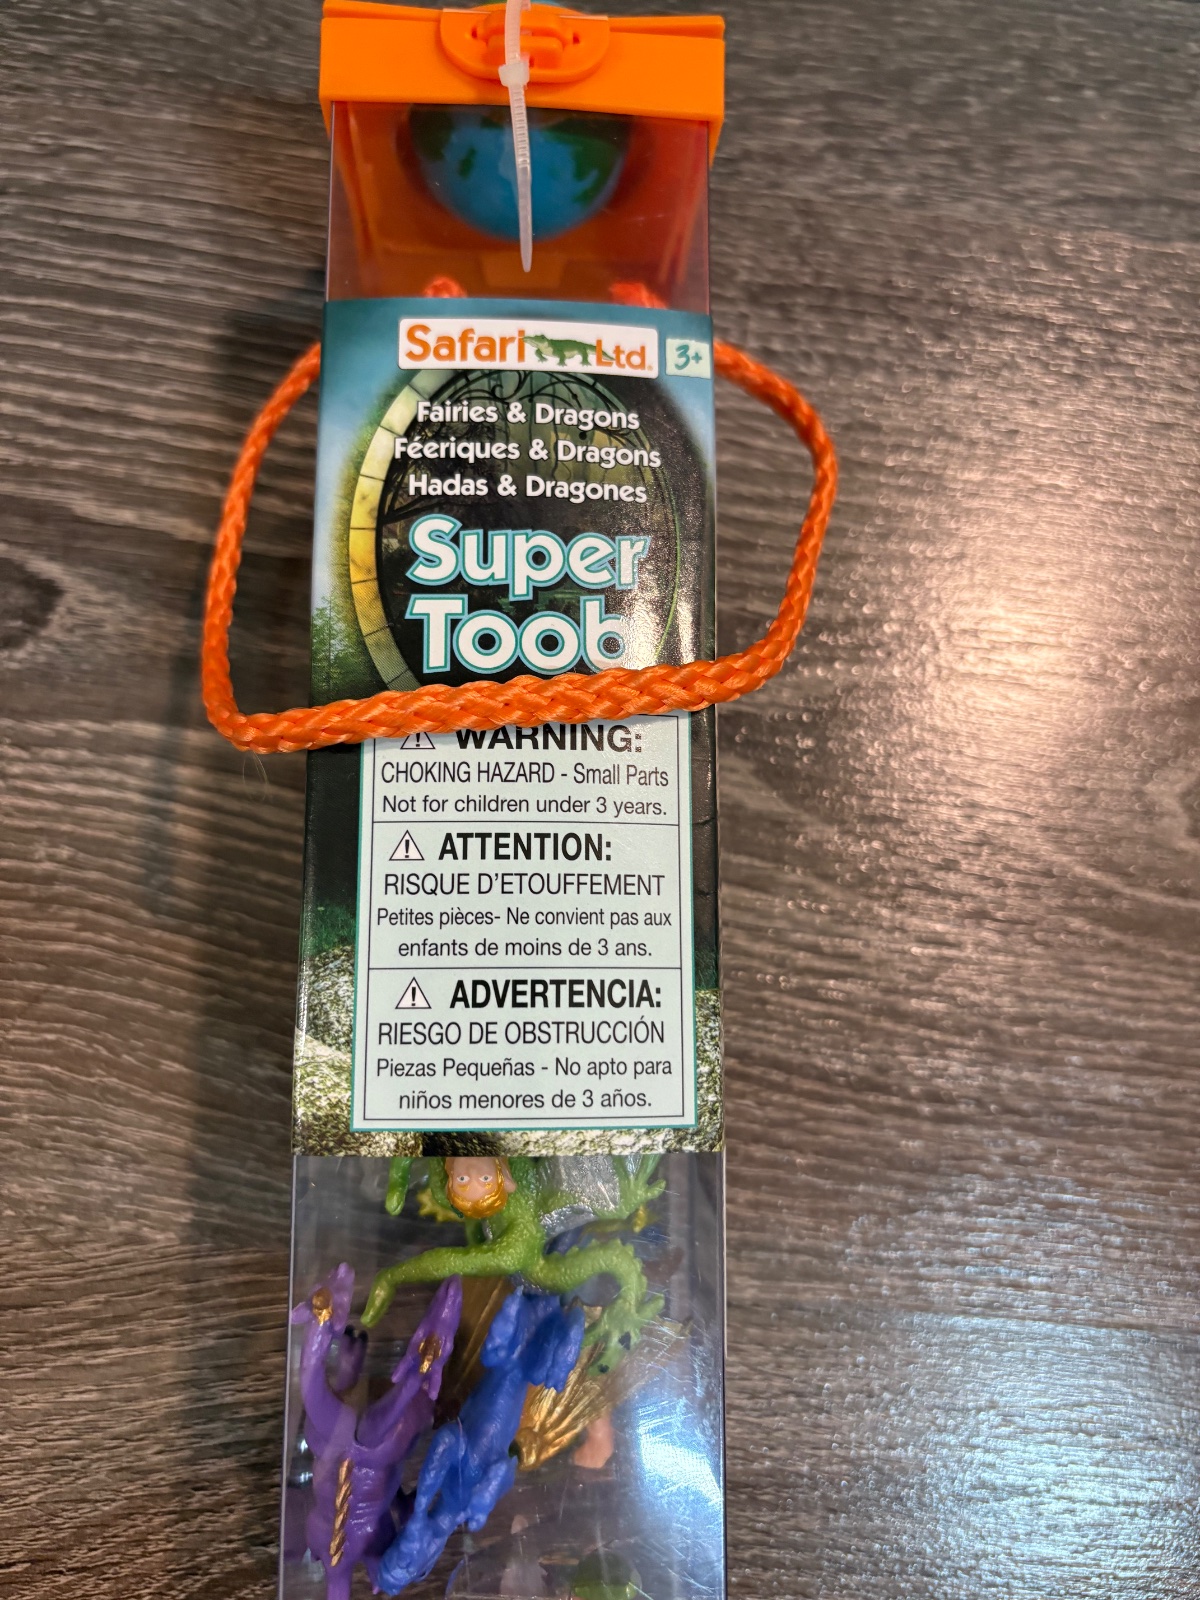 Safari Ltd.
3+
Fairies & Dragons
Féeriques & Dragons
Hadas & Dragones
Super
Toob
WARNING:
CHOKING HAZARD - Small Parts
Not for children under 3 years.
ATTENTION:
RISQUE D'ETOUFFEMENT
Petites pièces- Ne convient pas aux
enfants de moins de 3 ans.
ADVERTENCIA:
RIESGO DE OBSTRUCCIÓN
Piezas Pequeñas - No apto para
niños menores de 3 años.